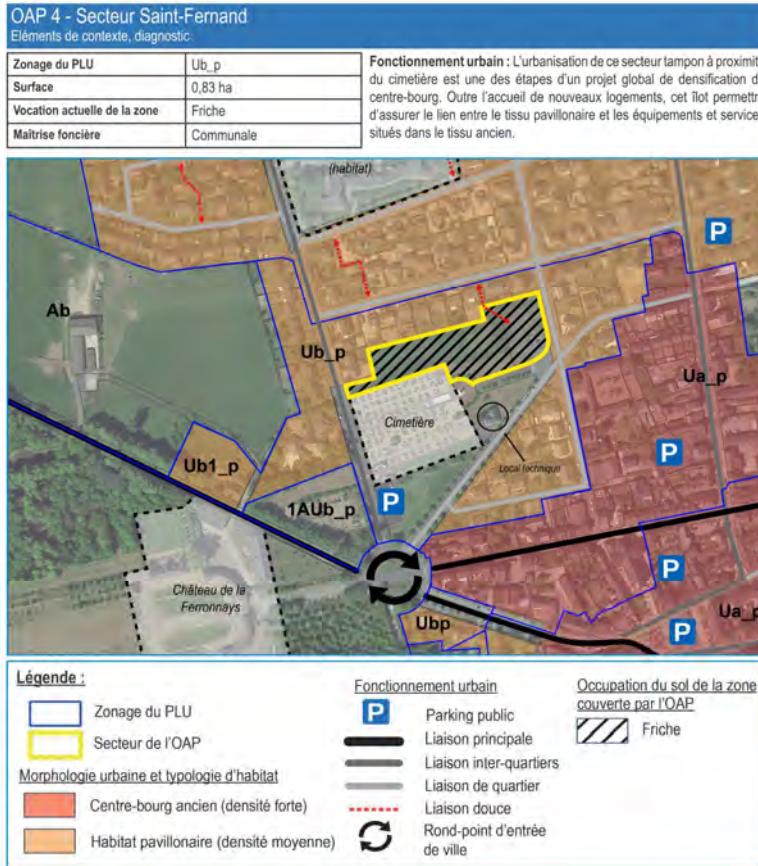 OAP 4 - Secteur Saint-Fernand
Eléments de contexte, diagnostic
Zonage du PLU
Ub_p
Surface
0,83 ha
Vocation actuelle de la zone
Friche
Maîtrise foncière
Communale
Fonctionnement urbain : L'urbanisation de ce secteur tampon à proximit
du cimetière est une des étapes d'un projet global de densification d
centre-bourg. Outre l'accueil de nouveaux logements, cet îlot permettr
d'assurer le lien entre le tissu pavillonaire et les équipements et service
situés dans le tissu ancien.
(habitat)
P
Ab
Ub_p
Ua_p
Cimetière
P
Ub1_p
Local technique
1AUb_p
P
Château de la
Ferronnays
P
Ubp
Ua_p
P
Légende :
Zonage du PLU
Secteur de l'OAP
Morphologie urbaine et typologie d'habitat
Centre-bourg ancien (densité forte)
Habitat pavillonaire (densité moyenne)
Fonctionnement urbain
P
Parking public
Liaison principale
Liaison inter-quartiers
Liaison de quartier
Liaison douce
Rond-point d'entrée
de ville
Occupation du sol de la zone
couverte par l'OAP
Friche